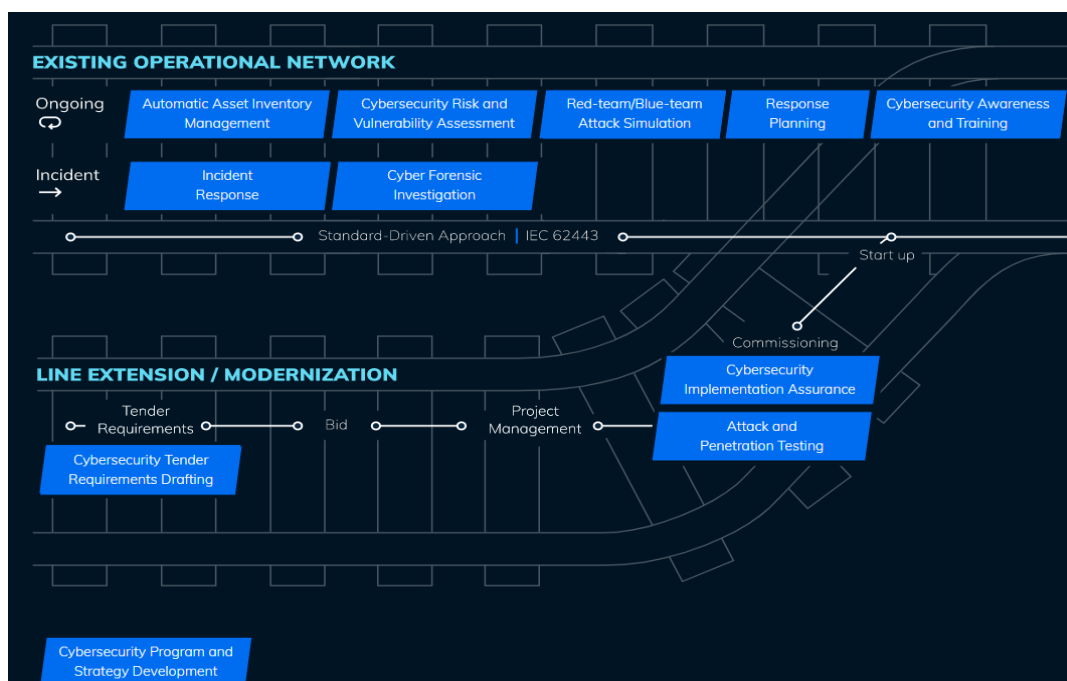 EXISTING OPERATIONAL NETWORK
Ongoing
Automatic Asset Inventory
Management
Cybersecurity Risk and
Vulnerability Assessment
Red-team/Blue-team
Attack Simulation
Response
Planning
Cybersecurity Awareness
and Training
Incident
Incident
Response
Cyber Forensic
Investigation
Standard-Driven Approach | IEC 62443
Start up
Commissioning
Cybersecurity
Implementation Assurance
LINE EXTENSION / MODERNIZATION
Tender
Requirements
Bid
Project
Management
Attack and
Penetration Testing
Cybersecurity Tender
Requirements Drafting
Cybersecurity Program and
Strategy Development